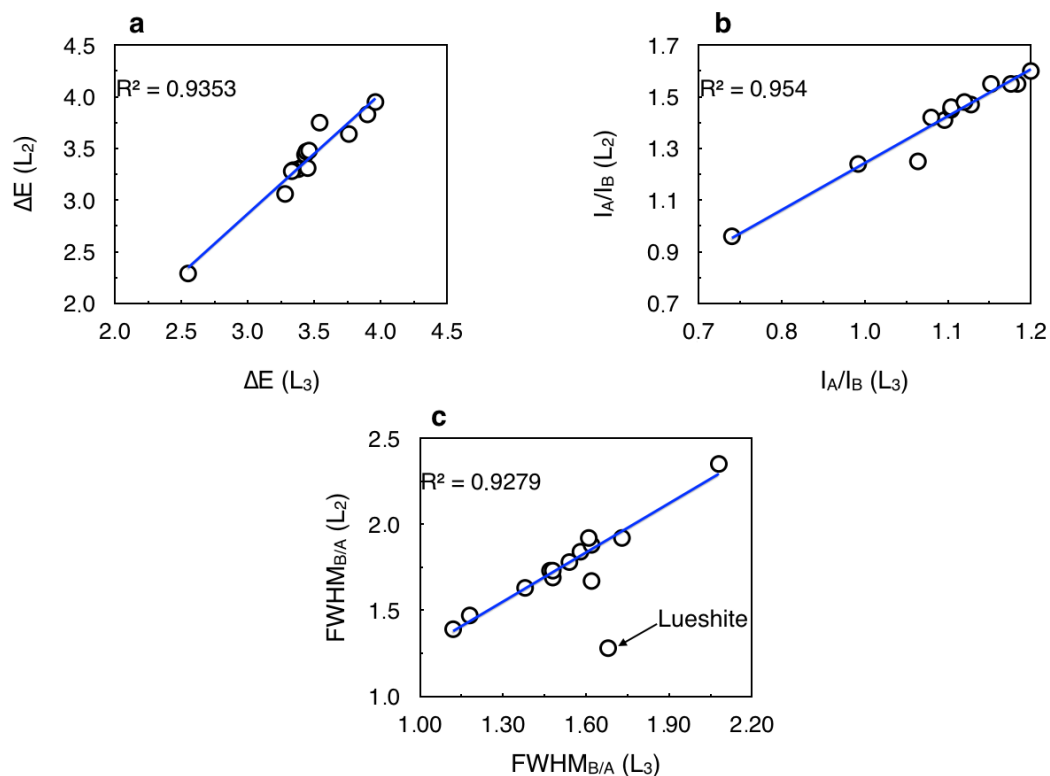 a
4.5
4.0
3.5
3.0
2.5
2.0
R² = 0.9353
ΔE (L₂)
2.0 2.5 3.0 3.5 4.0 4.5
ΔE (L₃)
b
1.7
1.5
1.3
1.1
0.9
0.7
R² = 0.954
I_A/I_B (L₂)
0.7 1.0 1.1 1.2
I_A/I_B (L₃)
c
2.5
2.0
1.5
1.0
R² = 0.9279
FWHM_B/A (L₂)
Lueshite
1.00 1.30 1.60 1.90 2.20
FWHM_B/A (L₃)